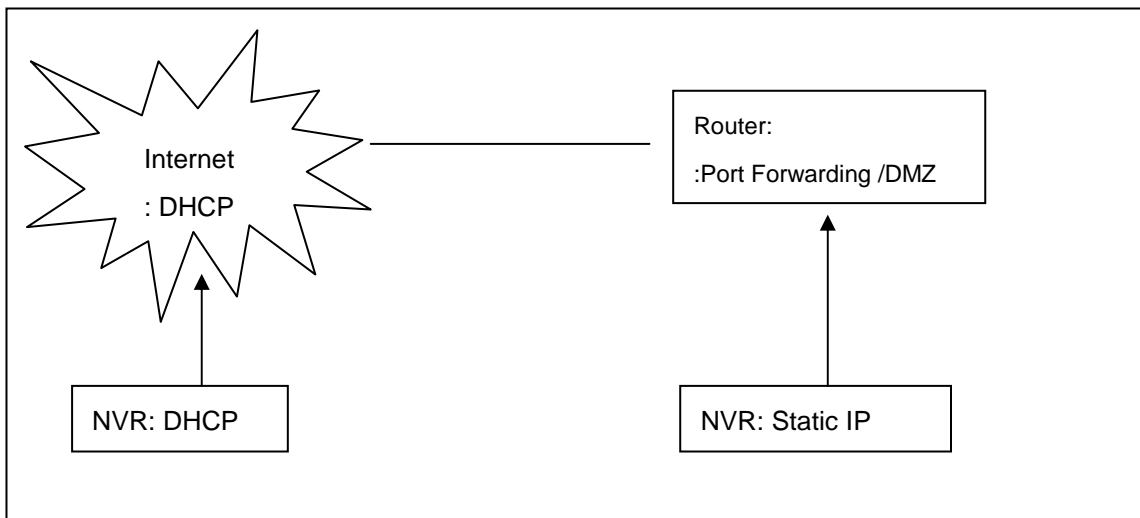 Internet
: DHCP
Router:
:Port Forwarding /DMZ
NVR: DHCP
NVR: Static IP